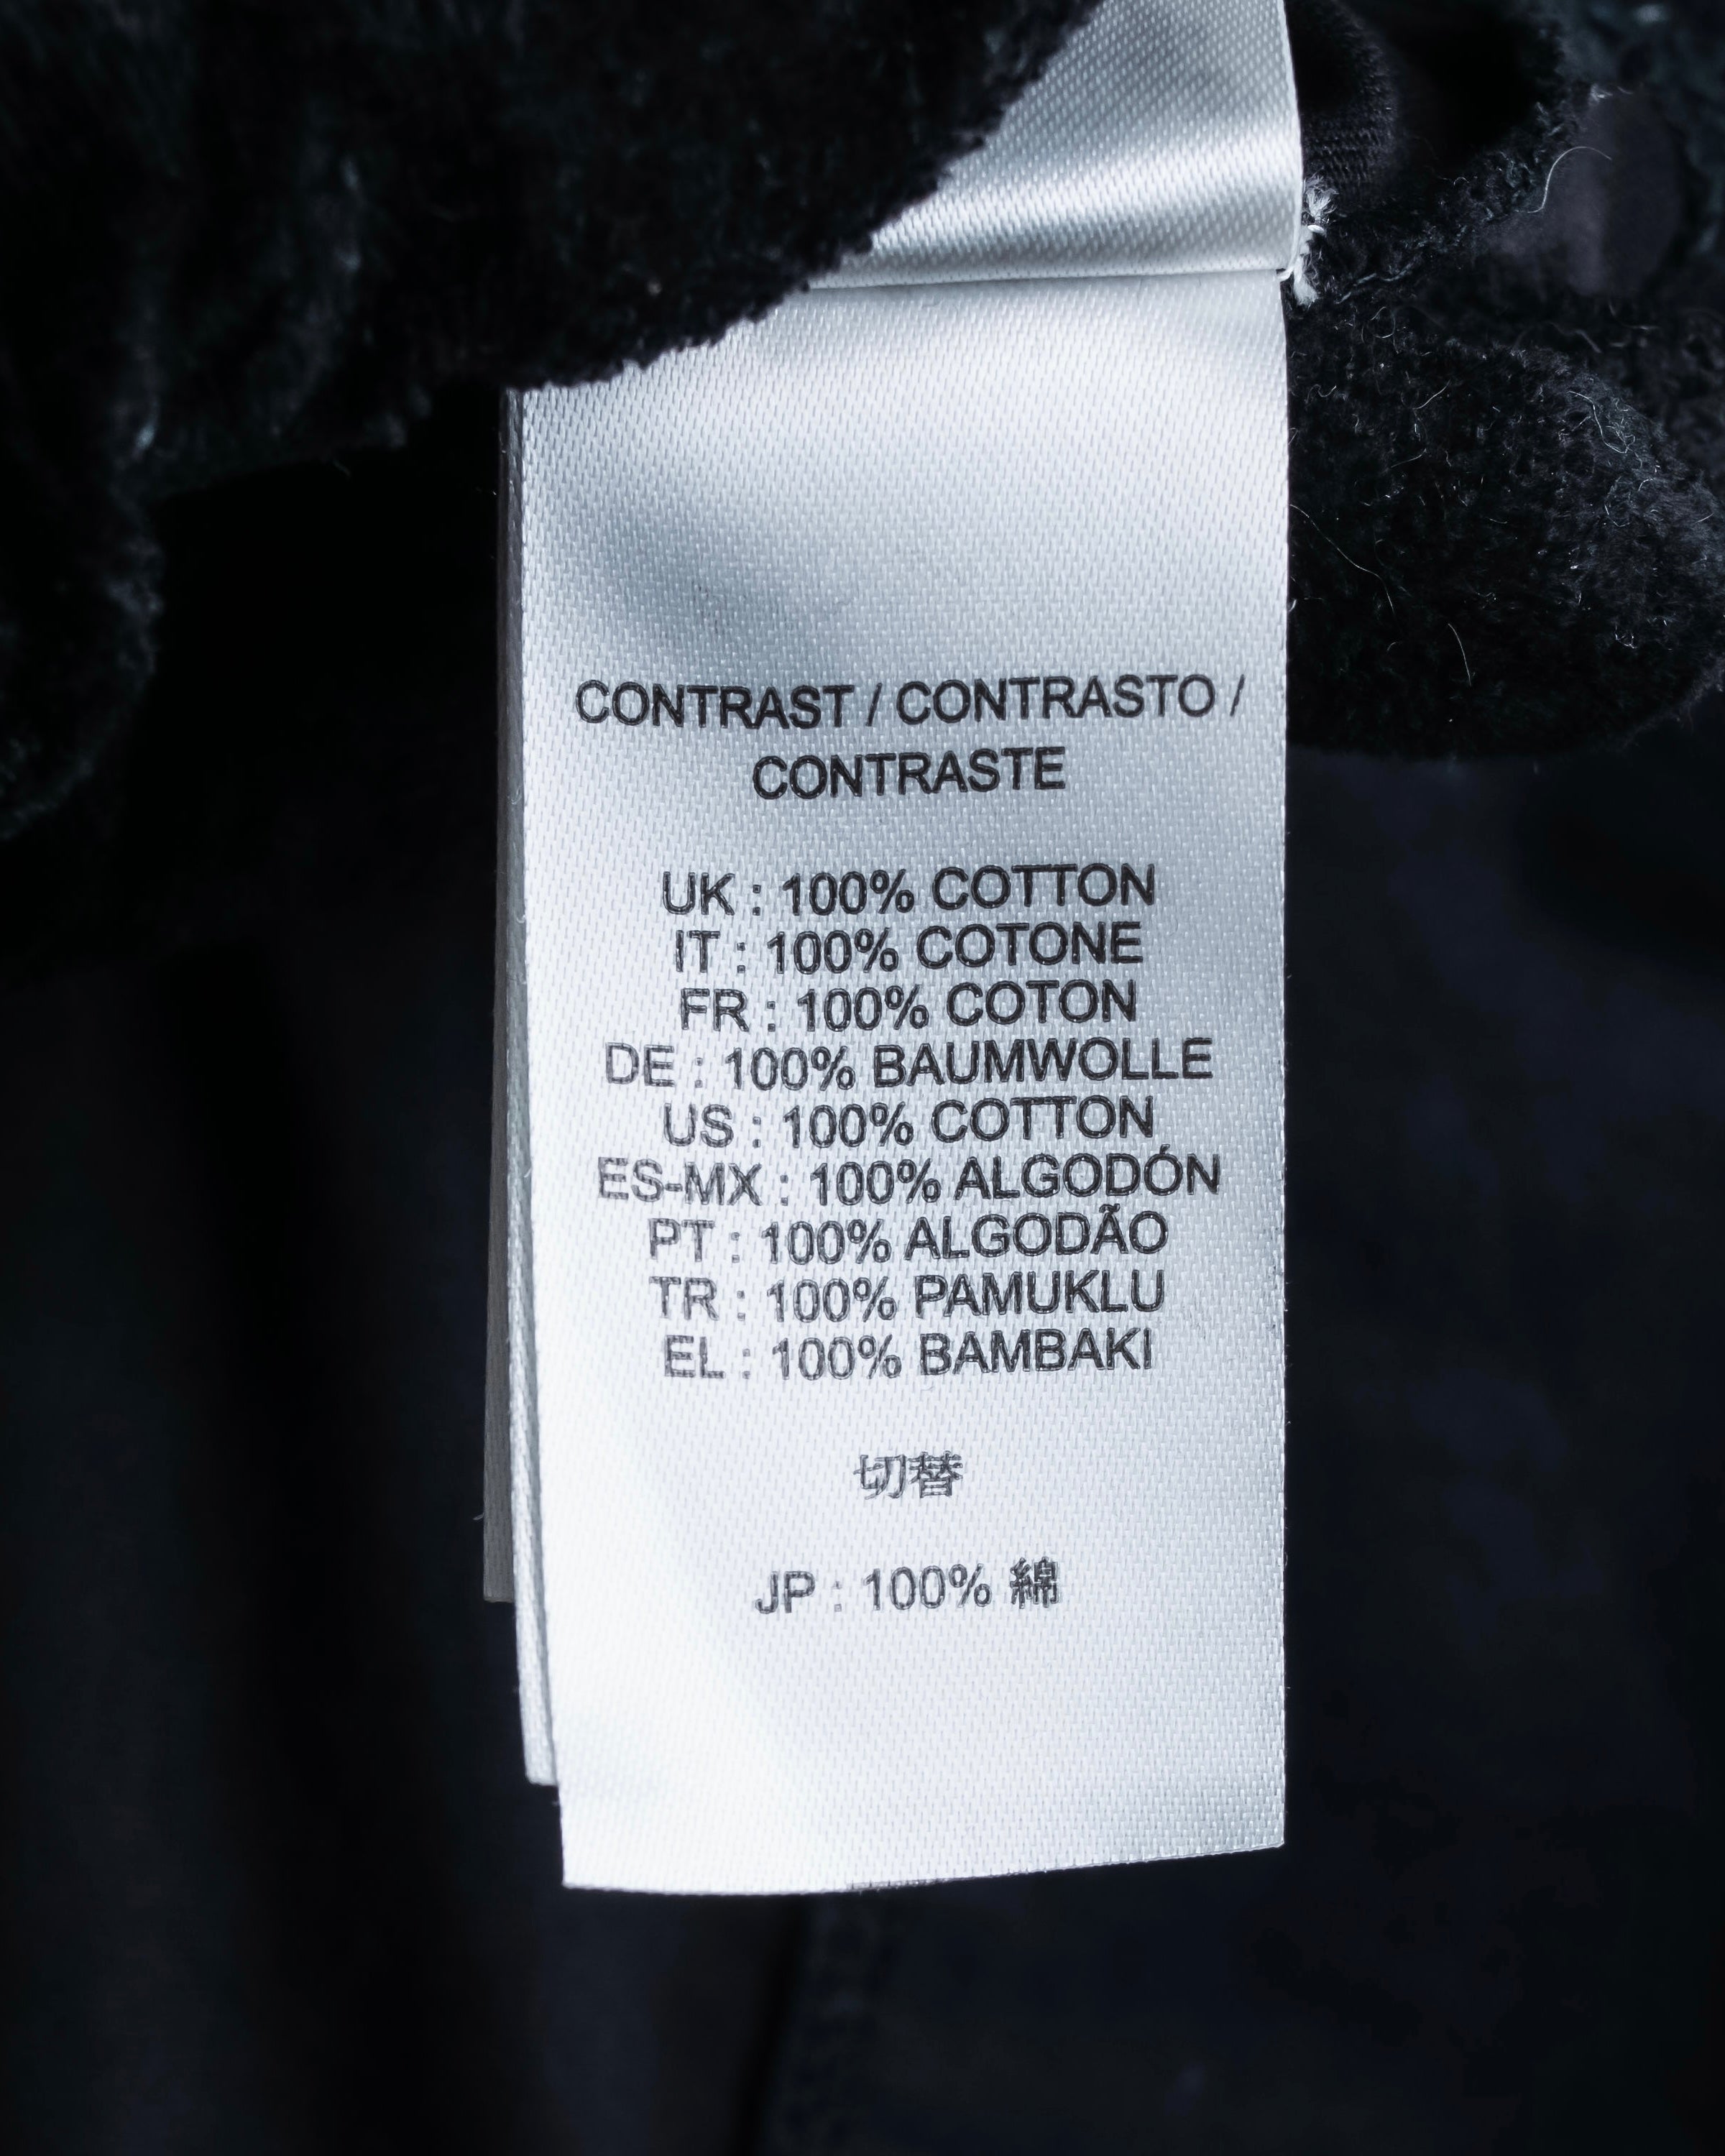 CONTRAST / CONTRASTO /
CONTRASTE
UK : 100% COTTON
IT : 100% COTONE
FR : 100% COTON
DE : 100% BAUMWOLLE
US : 100% COTTON
ES-MX : 100% ALGODÓN
PT : 100% ALGODÃO
TR : 100% PAMUKLU
EL : 100% BAMBAKI
切替
JP : 100% 綿